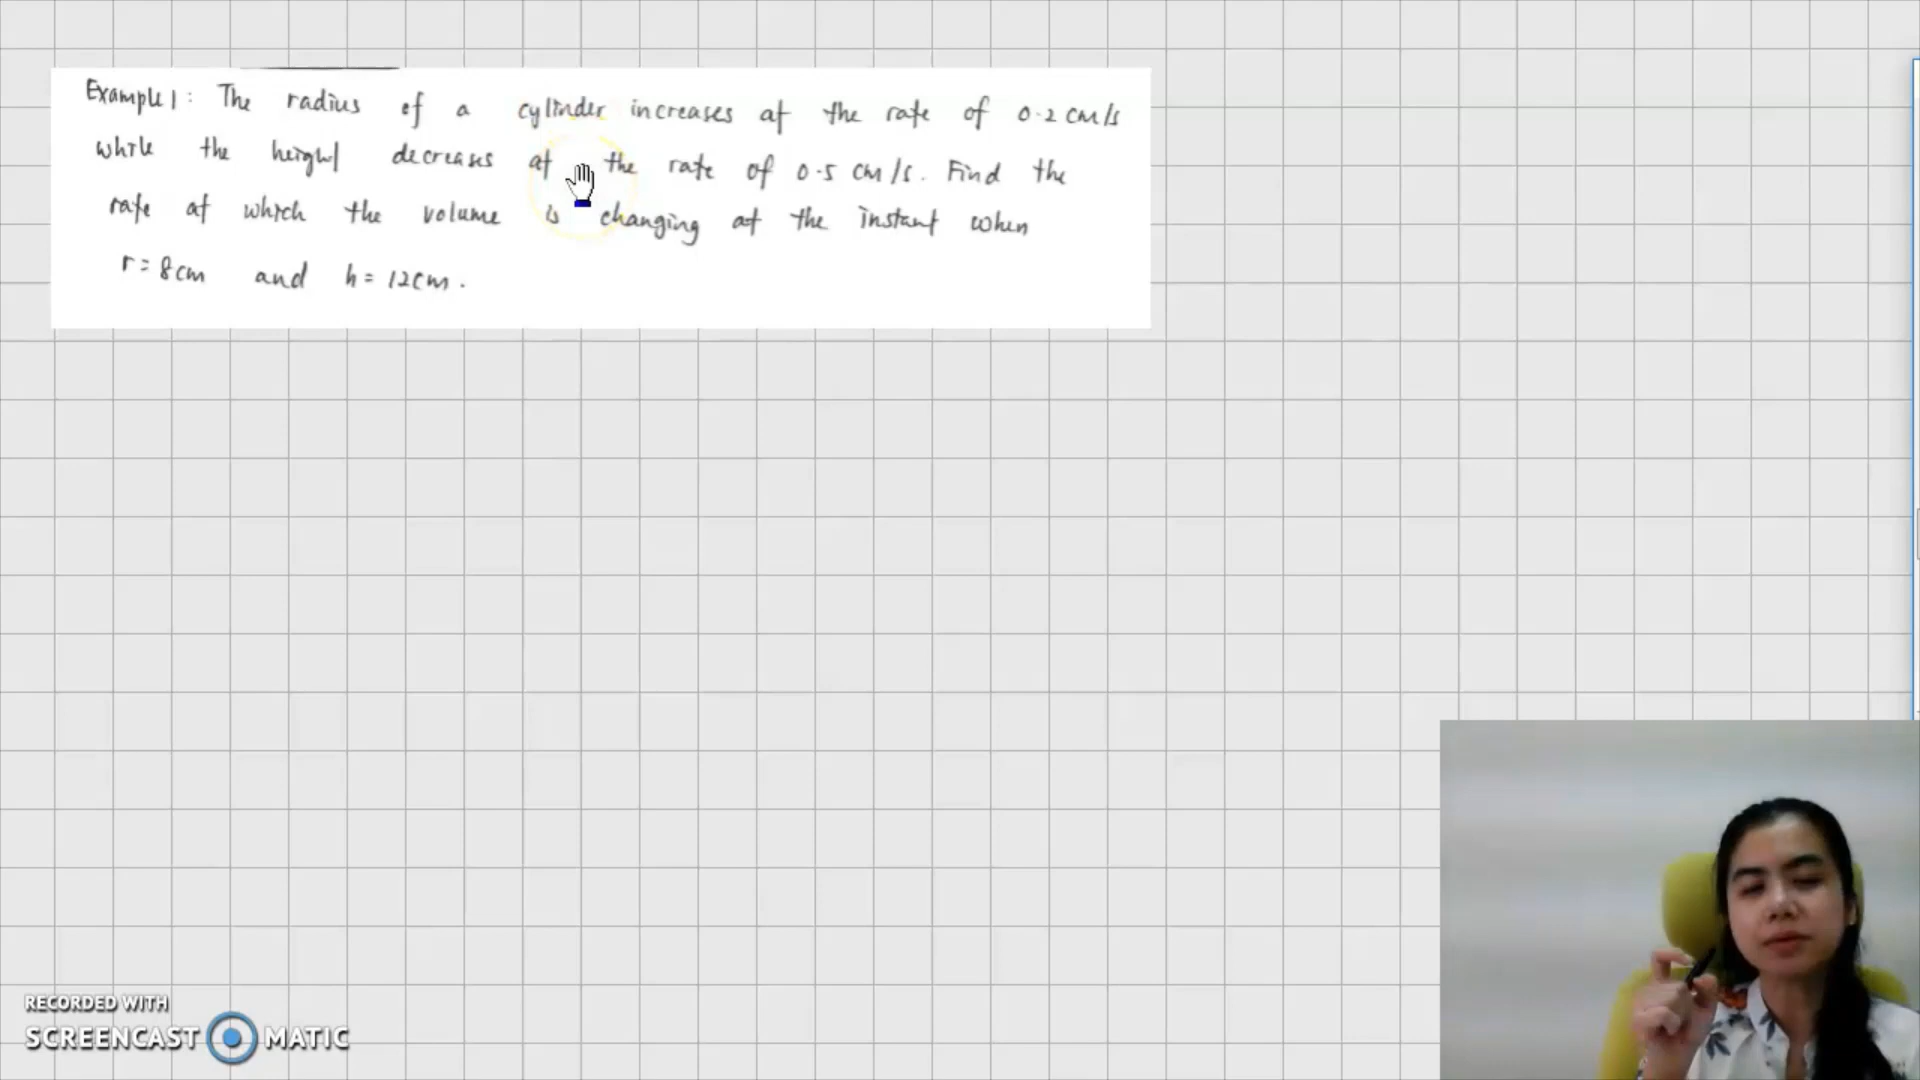 Example 1: The radius of a cylinder increases at the rate of 0.2 cm/s
while the height decreases at the rate of 0.5 cm/s. Find the
rate at which the volume is changing at the instant when
r = 8cm and h = 12cm.
RECORDED WITH
SCREENCAST MATIC